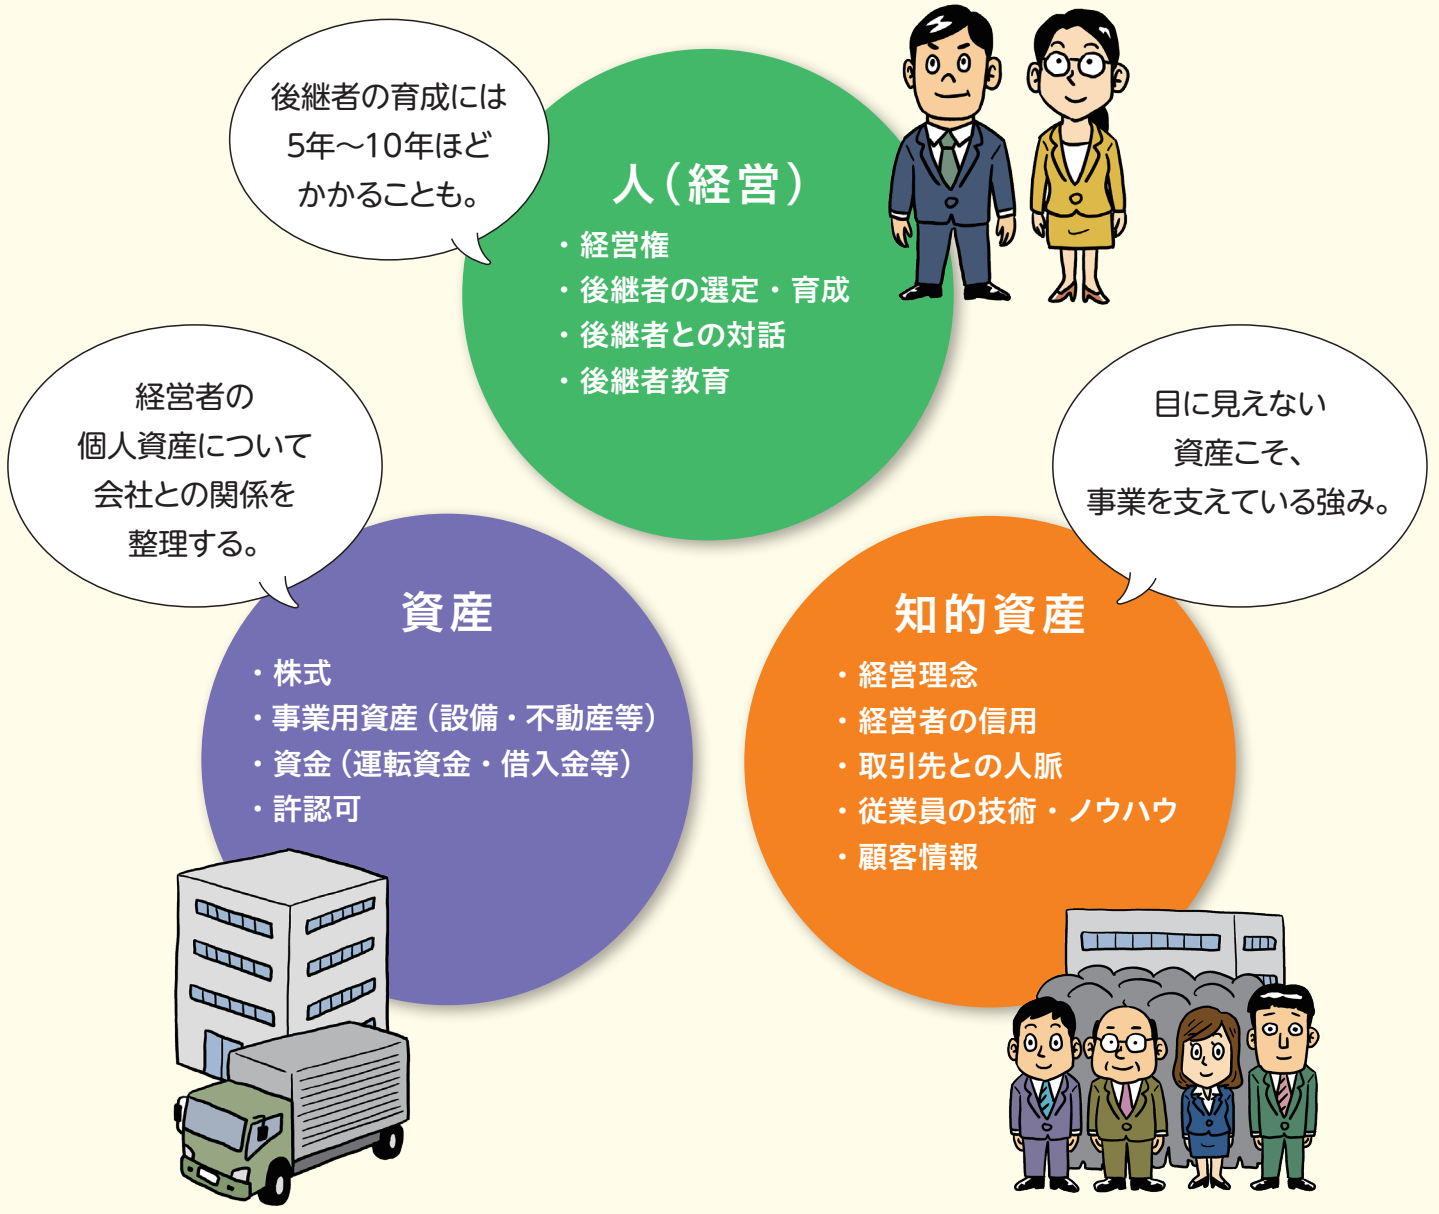 後継者の育成には
5年～10年ほど
かかることも。
人（経営）
・経営権
・後継者の選定・育成
・後継者との対話
・後継者教育
経営者の
個人資産について
会社との関係を
整理する。
資産
・株式
・事業用資産（設備・不動産等）
・資金（運転資金・借入金等）
・許認可
目に見えない
資産こそ、
事業を支えている強み。
知的資産
・経営理念
・経営者の信用
・取引先との人脈
・従業員の技術・ノウハウ
・顧客情報